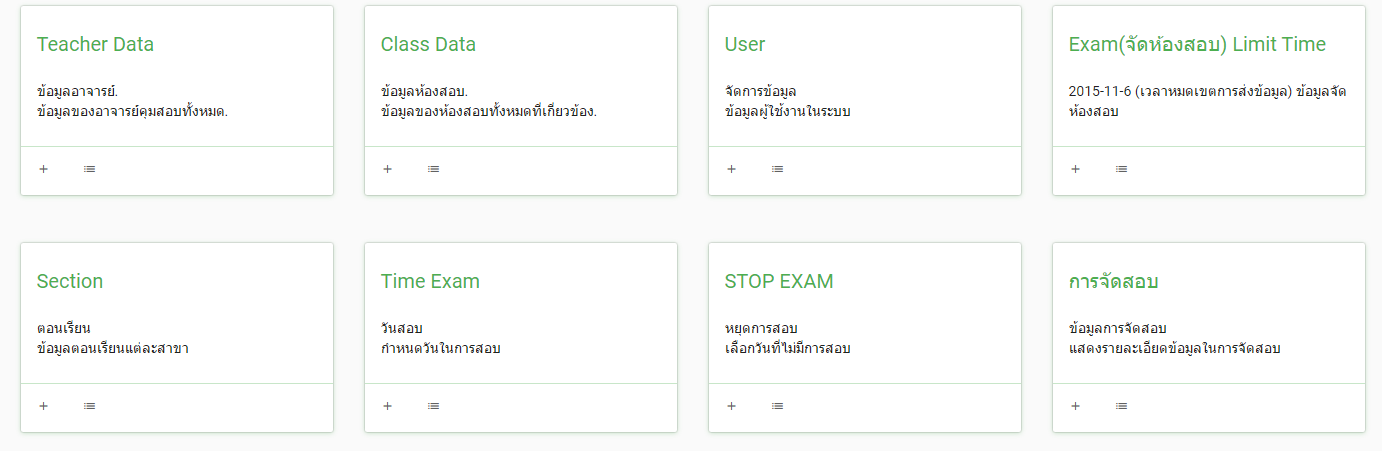 Teacher Data
ข้อมูลอาจารย์.
ข้อมูลของอาจารย์คุมสอบทั้งหมด.
Class Data
ข้อมูลห้องสอบ.
ข้อมูลของห้องสอบทั้งหมดที่เกี่ยวข้อง.
User
จัดการข้อมูล
ข้อมูลผู้ใช้งานในระบบ
Exam(จัดห้องสอบ) Limit Time
2015-11-6 (เวลาหมดเขตการส่งข้อมูล) ข้อมูลจัด
ห้องสอบ
Section
ตอนเรียน
ข้อมูลตอนเรียนแต่ละสาขา
Time Exam
วันสอบ
กำหนดวันในการสอบ
STOP EXAM
หยุดการสอบ
เลือกวันที่ไม่มีการสอบ
การจัดสอบ
ข้อมูลการจัดสอบ
แสดงรายละเอียดข้อมูลในการจัดสอบ